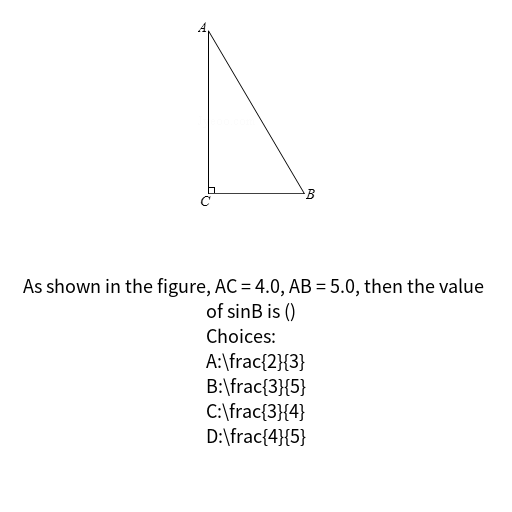 A
C
B
As shown in the figure, AC = 4.0, AB = 5.0, then the value
of sinB is ()
Choices:
A:\frac{2}{3}
B:\frac{3}{5}
C:\frac{3}{4}
D:\frac{4}{5}